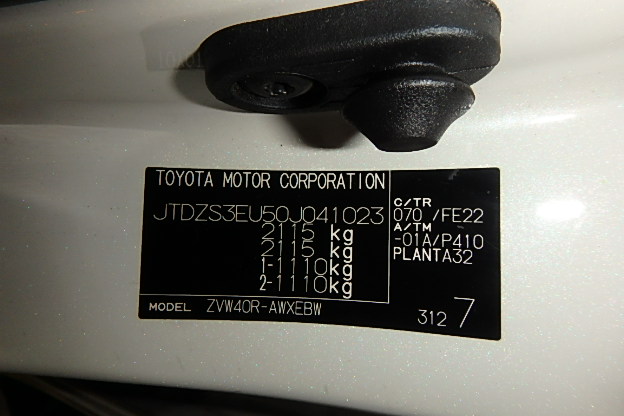 TOYOTA MOTOR CORPORATION
JTDZS3EU50J041023
2115 kg
2115 kg
1-1110kg
2-1110kg
C/TR
070 /FE22
A/TM
-01A/P410
PLANTA32
MODEL ZVW40R-AWXEBW
312 7